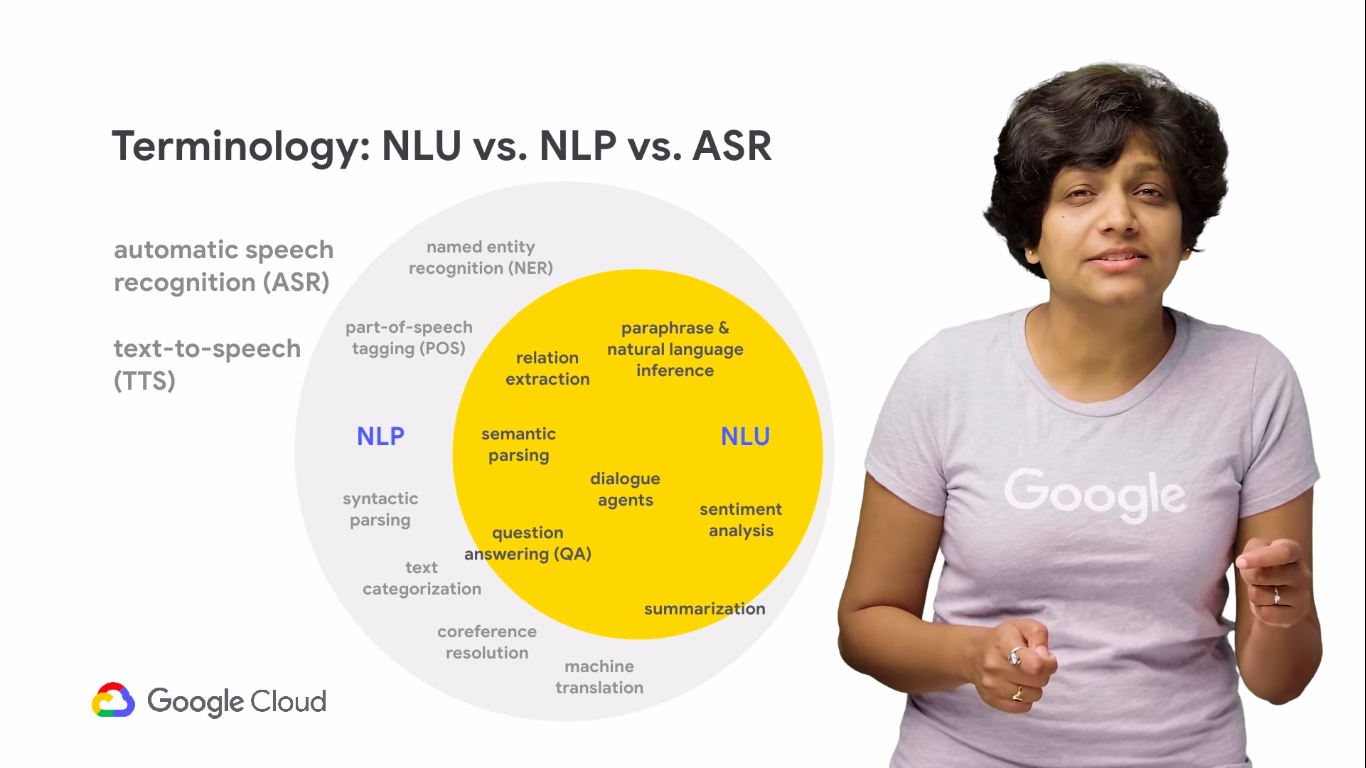 Terminology: NLU vs. NLP vs. ASR
automatic speech
recognition (ASR)
text-to-speech
(TTS)
named entity
recognition (NER)
part-of-speech
tagging (POS)
NLP
syntactic
parsing
text
categorization
coreference
resolution
machine
translation
relation
extraction
paraphrase &
natural language
inference
semantic
parsing
NLU
dialogue
agents
sentiment
analysis
question
answering (QA)
summarization
Google Cloud
Google